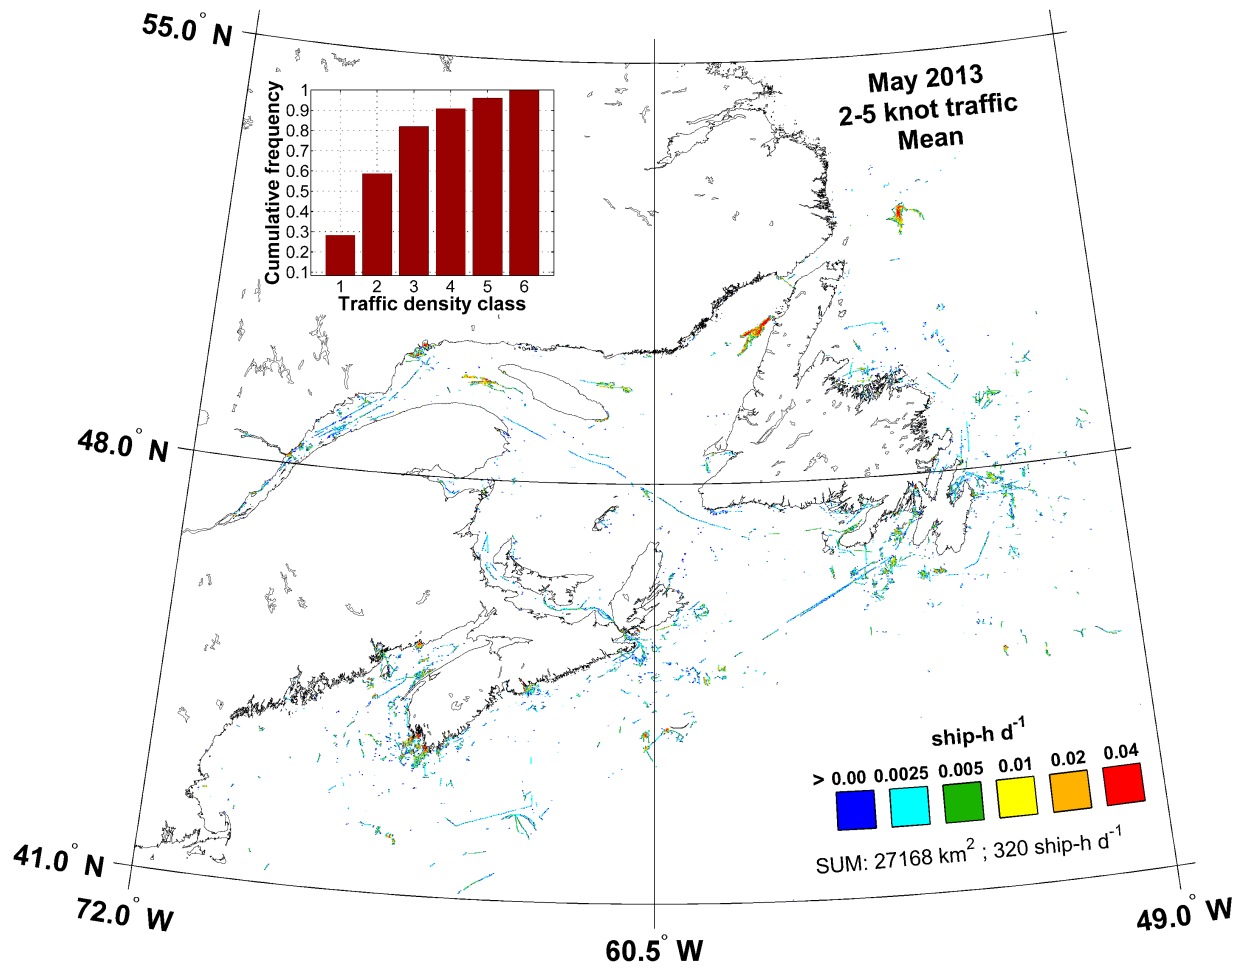 55.0° N
May 2013
2-5 knot traffic
Mean
Cumulative frequency
1
0.9
0.8
0.7
0.6
0.5
0.4
0.3
0.2
0.1
1 2 3 4 5 6
Traffic density class
48.0° N
ship-h d-1
> 0.00 0.0025 0.005 0.01 0.02 0.04
SUM: 27168 km2 ; 320 ship-h d-1
41.0° N
72.0° W
60.5° W
49.0° W